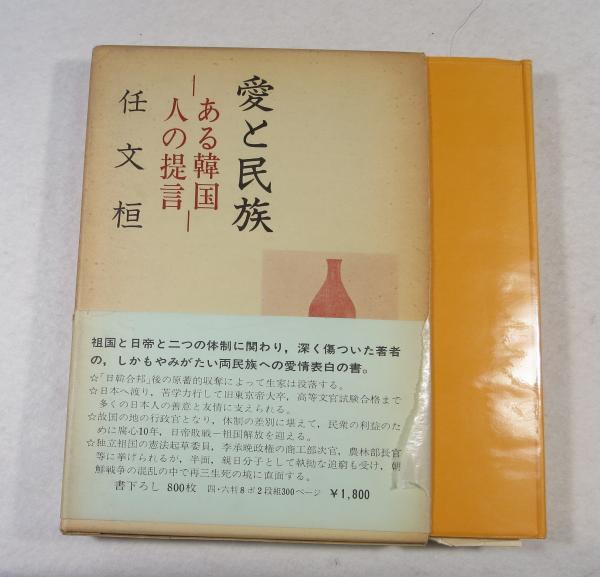 愛と民族
―ある韓国
人の提言―
任文桓
祖国と日帝と二つの体制に関わり，深く傷ついた著者
の，しかもやみがたい両民族への愛情表白の書。
☆「日韓合邦」後の原蓄的収奪によって生家は没落する。
☆日本へ渡り，苦学力行して旧東京帝大卒，高等文官試験合格まで
多くの日本人の善意と友情に支えられる。
☆故国の地の行政官となり，体制の差別に堪えて，民衆の利益のた
めに腐心10年，日帝敗戦－祖国解放を迎える。
☆独立祖国の憲法起草委員，李承晩政権の商工部次官，農林部長官
等に挙げられるが，半面，親日分子として執拗な追窮も受け，朝
鮮戦争の混乱の中で再三生死の境に直面する。
書下ろし 800枚 四・六判8ポ2段組300ページ ￥1,800